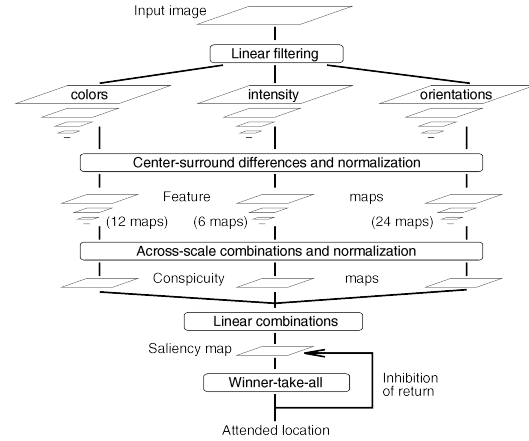 Input image
Linear filtering
colors intensity orientations
Center-surround differences and normalization
Feature maps
(12 maps) (6 maps) (24 maps)
Across-scale combinations and normalization
Conspicuity maps
Linear combinations
Saliency map
Winner-take-all
Inhibition
of return
Attended location